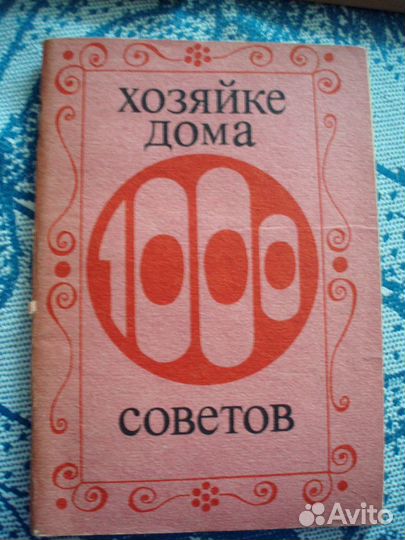 хозяйке
дома
1000
советов
Avito